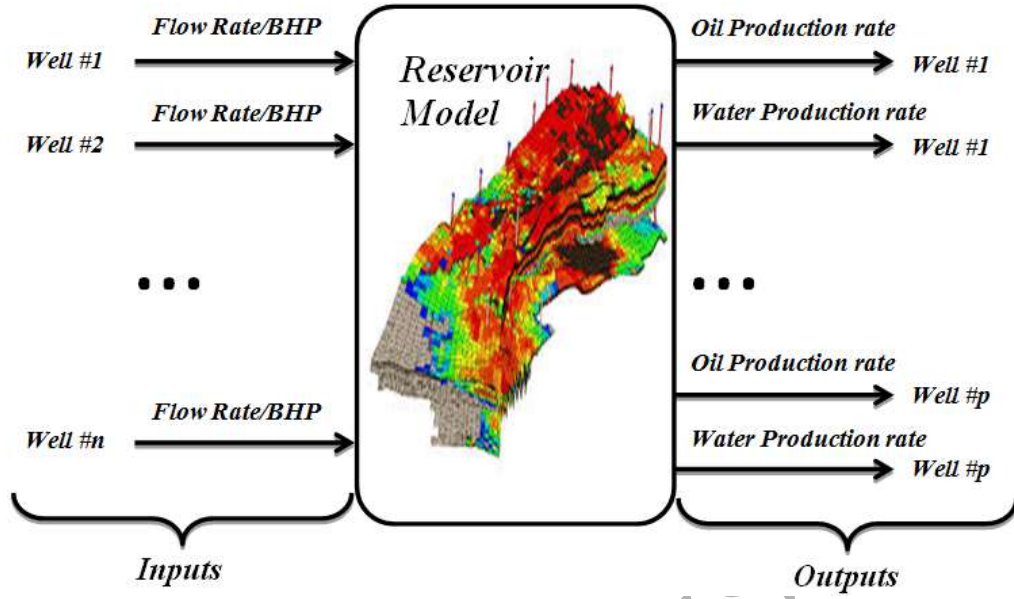 Flow Rate/BHP
Well #1
Flow Rate/BHP
Well #2
...
Flow Rate/BHP
Well #n
Inputs
Reservoir
Model
Oil Production rate
Well #1
Water Production rate
Well #1
...
Oil Production rate
Well #p
Water Production rate
Well #p
Outputs